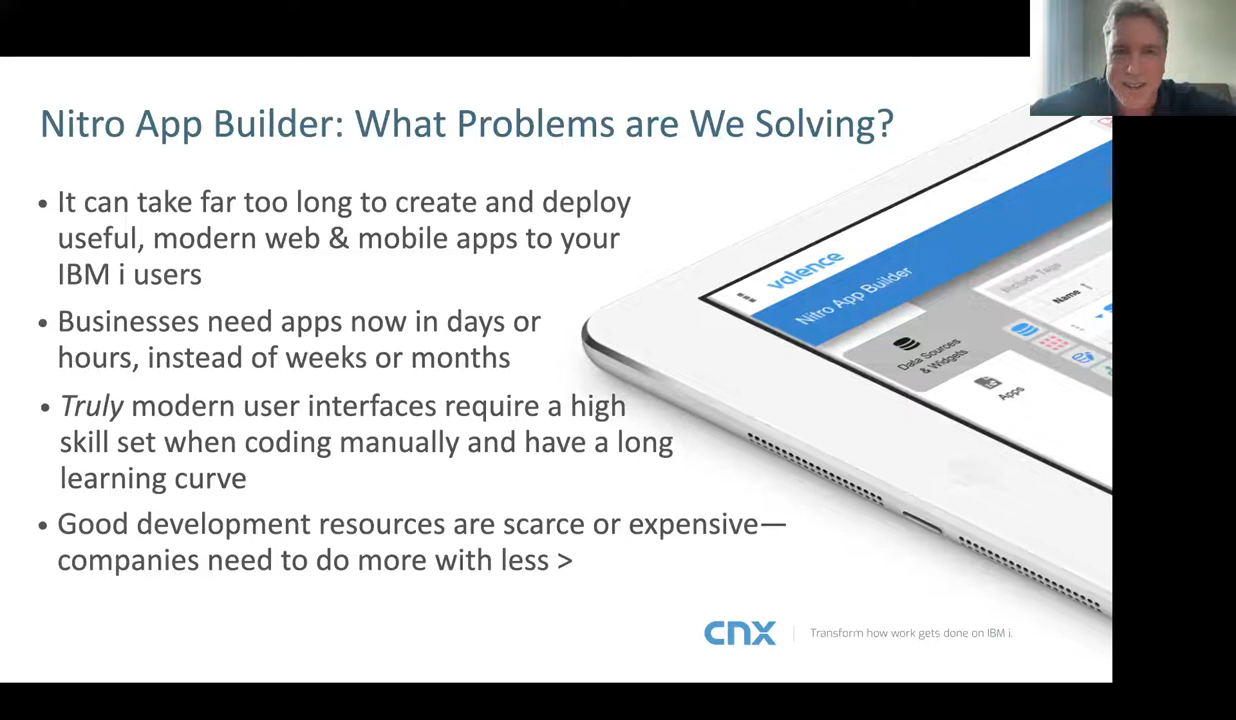 Nitro App Builder: What Problems are We Solving?
• It can take far too long to create and deploy
useful, modern web & mobile apps to your
IBM i users
• Businesses need apps now in days or
hours, instead of weeks or months
• Truly modern user interfaces require a high
skill set when coding manually and have a long
learning curve
• Good development resources are scarce or expensive—
companies need to do more with less >
valence
Nitro App Builder
Include Tags
Name
Data Sources
& Widgets
Apps
cnx
Transform how work gets done on IBM i.